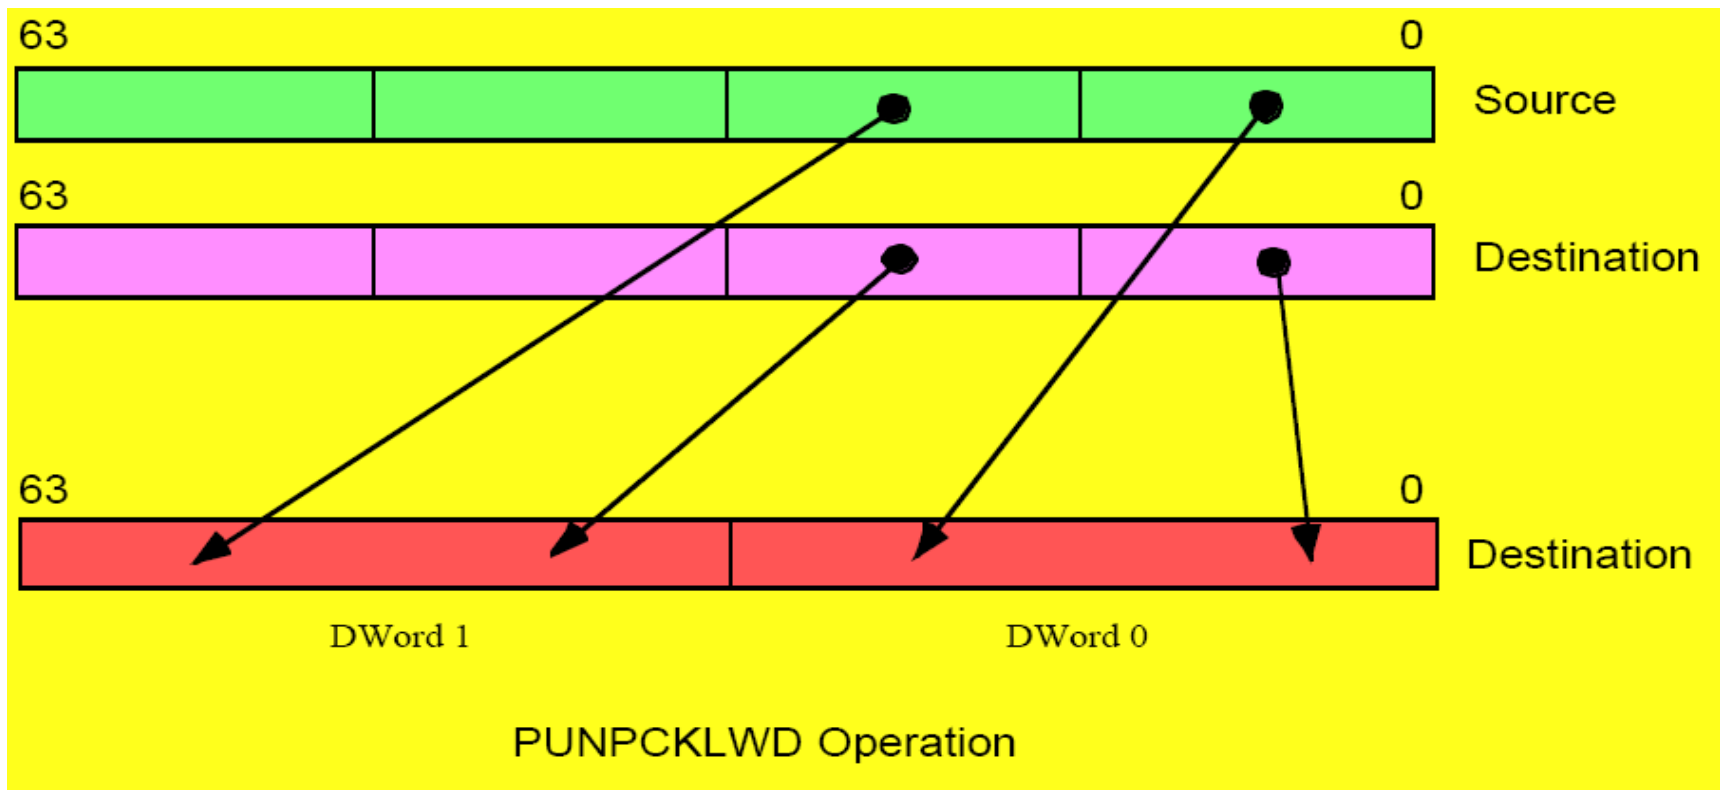 63 0
Source
63 0
Destination
63 0
Destination
DWord 1 DWord 0
PUNPCKLWD Operation